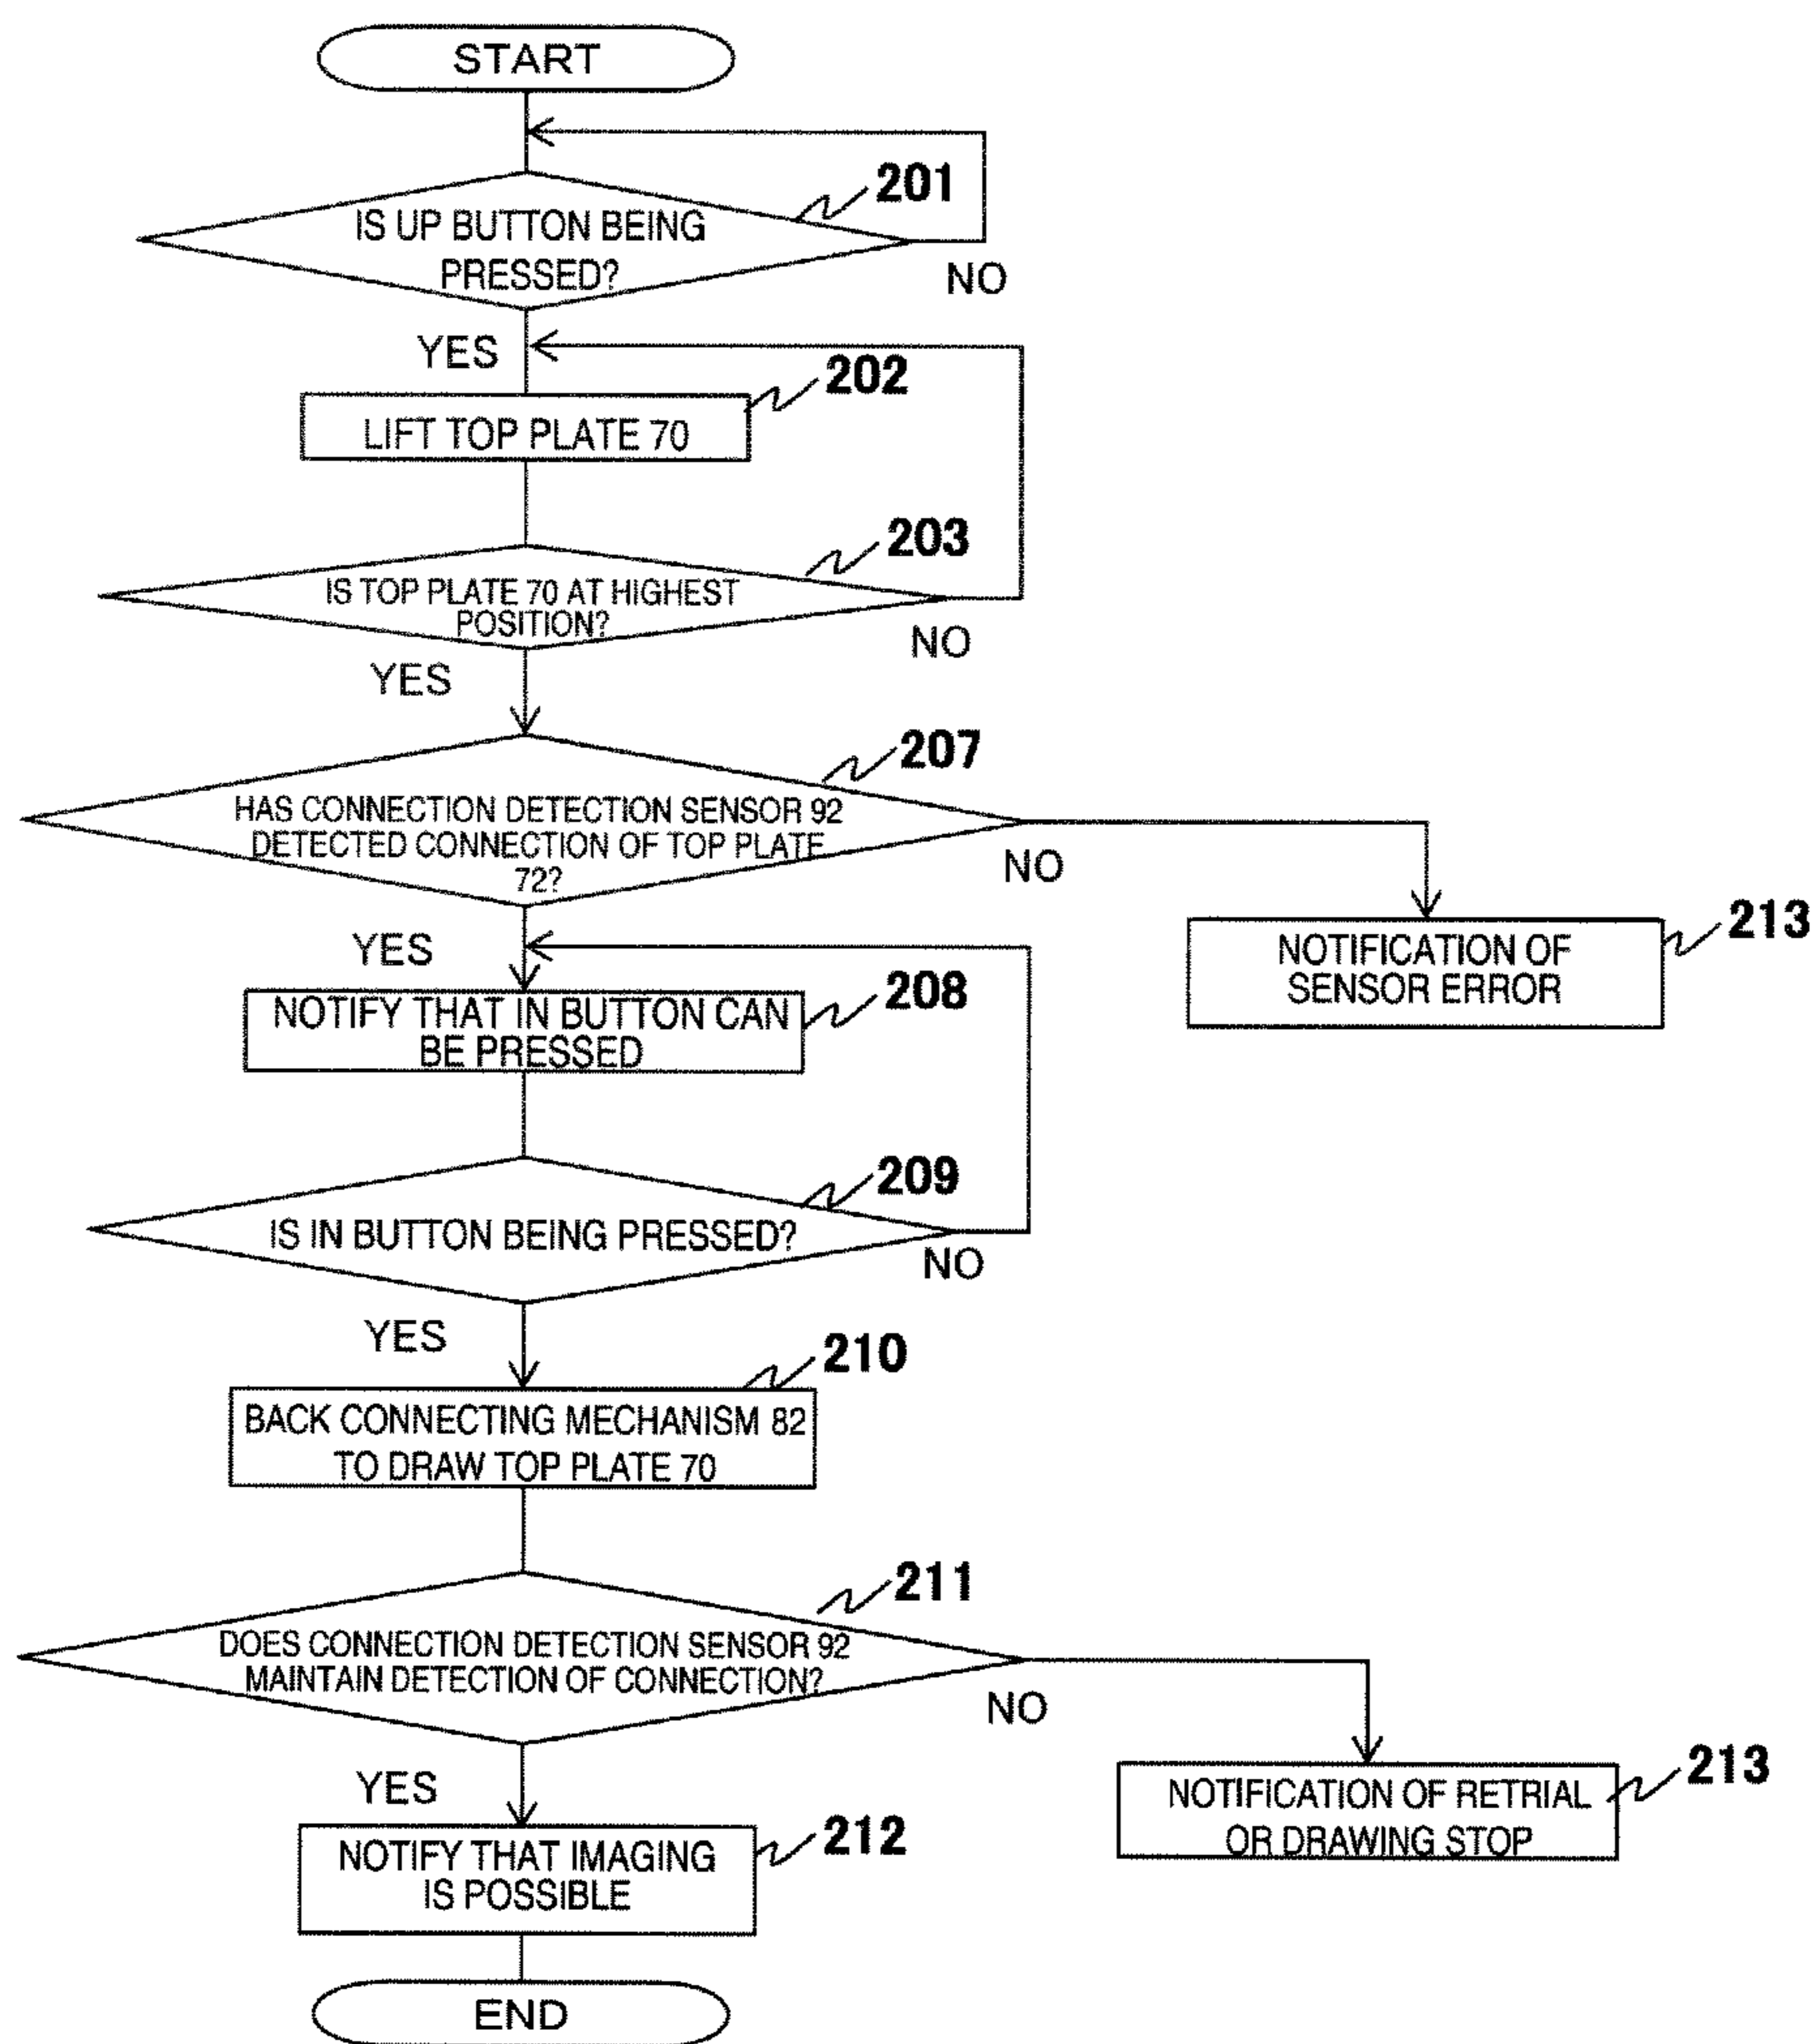 START
201
IS UP BUTTON BEING
PRESSED?
NO
YES
202
LIFT TOP PLATE 70
203
IS TOP PLATE 70 AT HIGHEST
POSITION?
NO
YES
207
HAS CONNECTION DETECTION SENSOR 92
DETECTED CONNECTION OF TOP PLATE
72?
NO
213
NOTIFICATION OF
SENSOR ERROR
YES
208
NOTIFY THAT IN BUTTON CAN
BE PRESSED
209
IS IN BUTTON BEING PRESSED?
NO
YES
210
BACK CONNECTING MECHANISM 82
TO DRAW TOP PLATE 70
211
DOES CONNECTION DETECTION SENSOR 92
MAINTAIN DETECTION OF CONNECTION?
NO
213
NOTIFICATION OF RETRIAL
OR DRAWING STOP
YES
212
NOTIFY THAT IMAGING
IS POSSIBLE
END